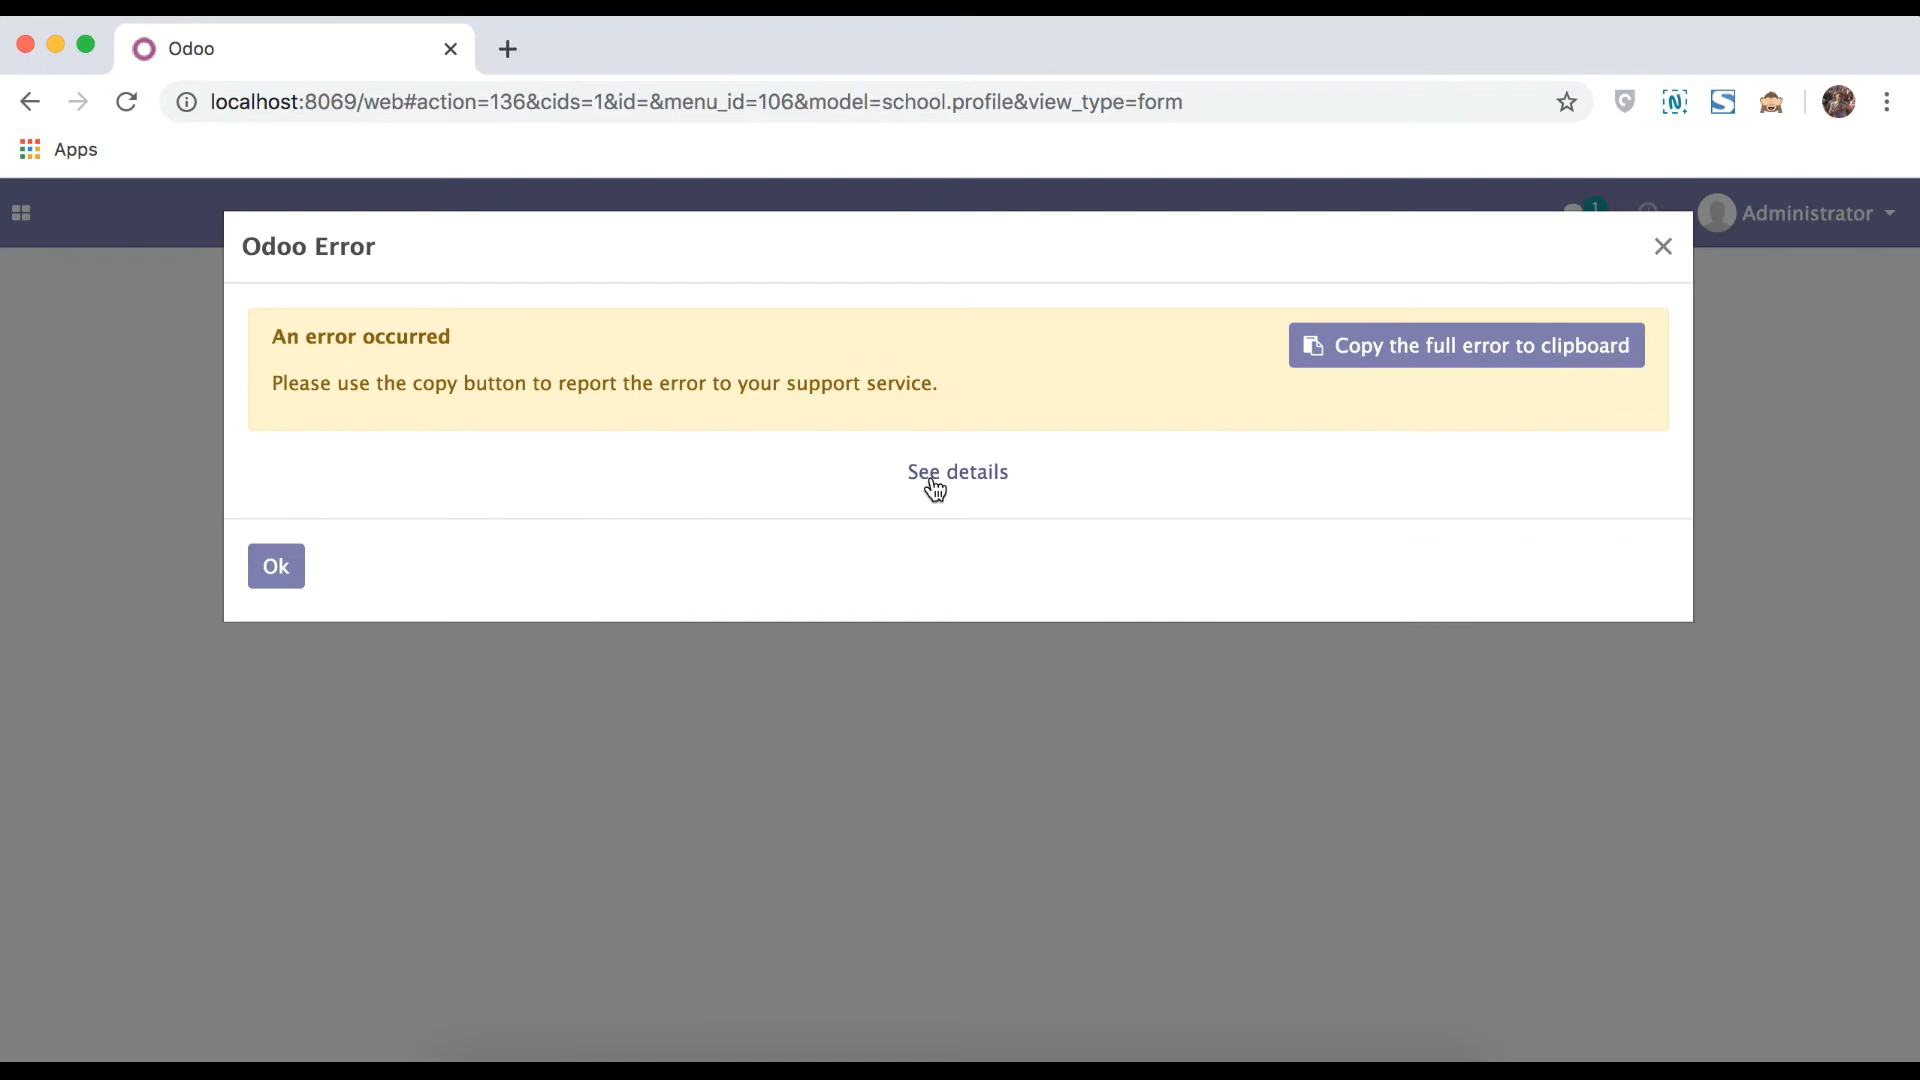 Odoo
localhost:8069/web#action=136&cids=1&id=&menu_id=106&model=school.profile&view_type=form
Apps
1
Administrator
Odoo Error
An error occurred
Copy the full error to clipboard
Please use the copy button to report the error to your support service.
See details
Ok